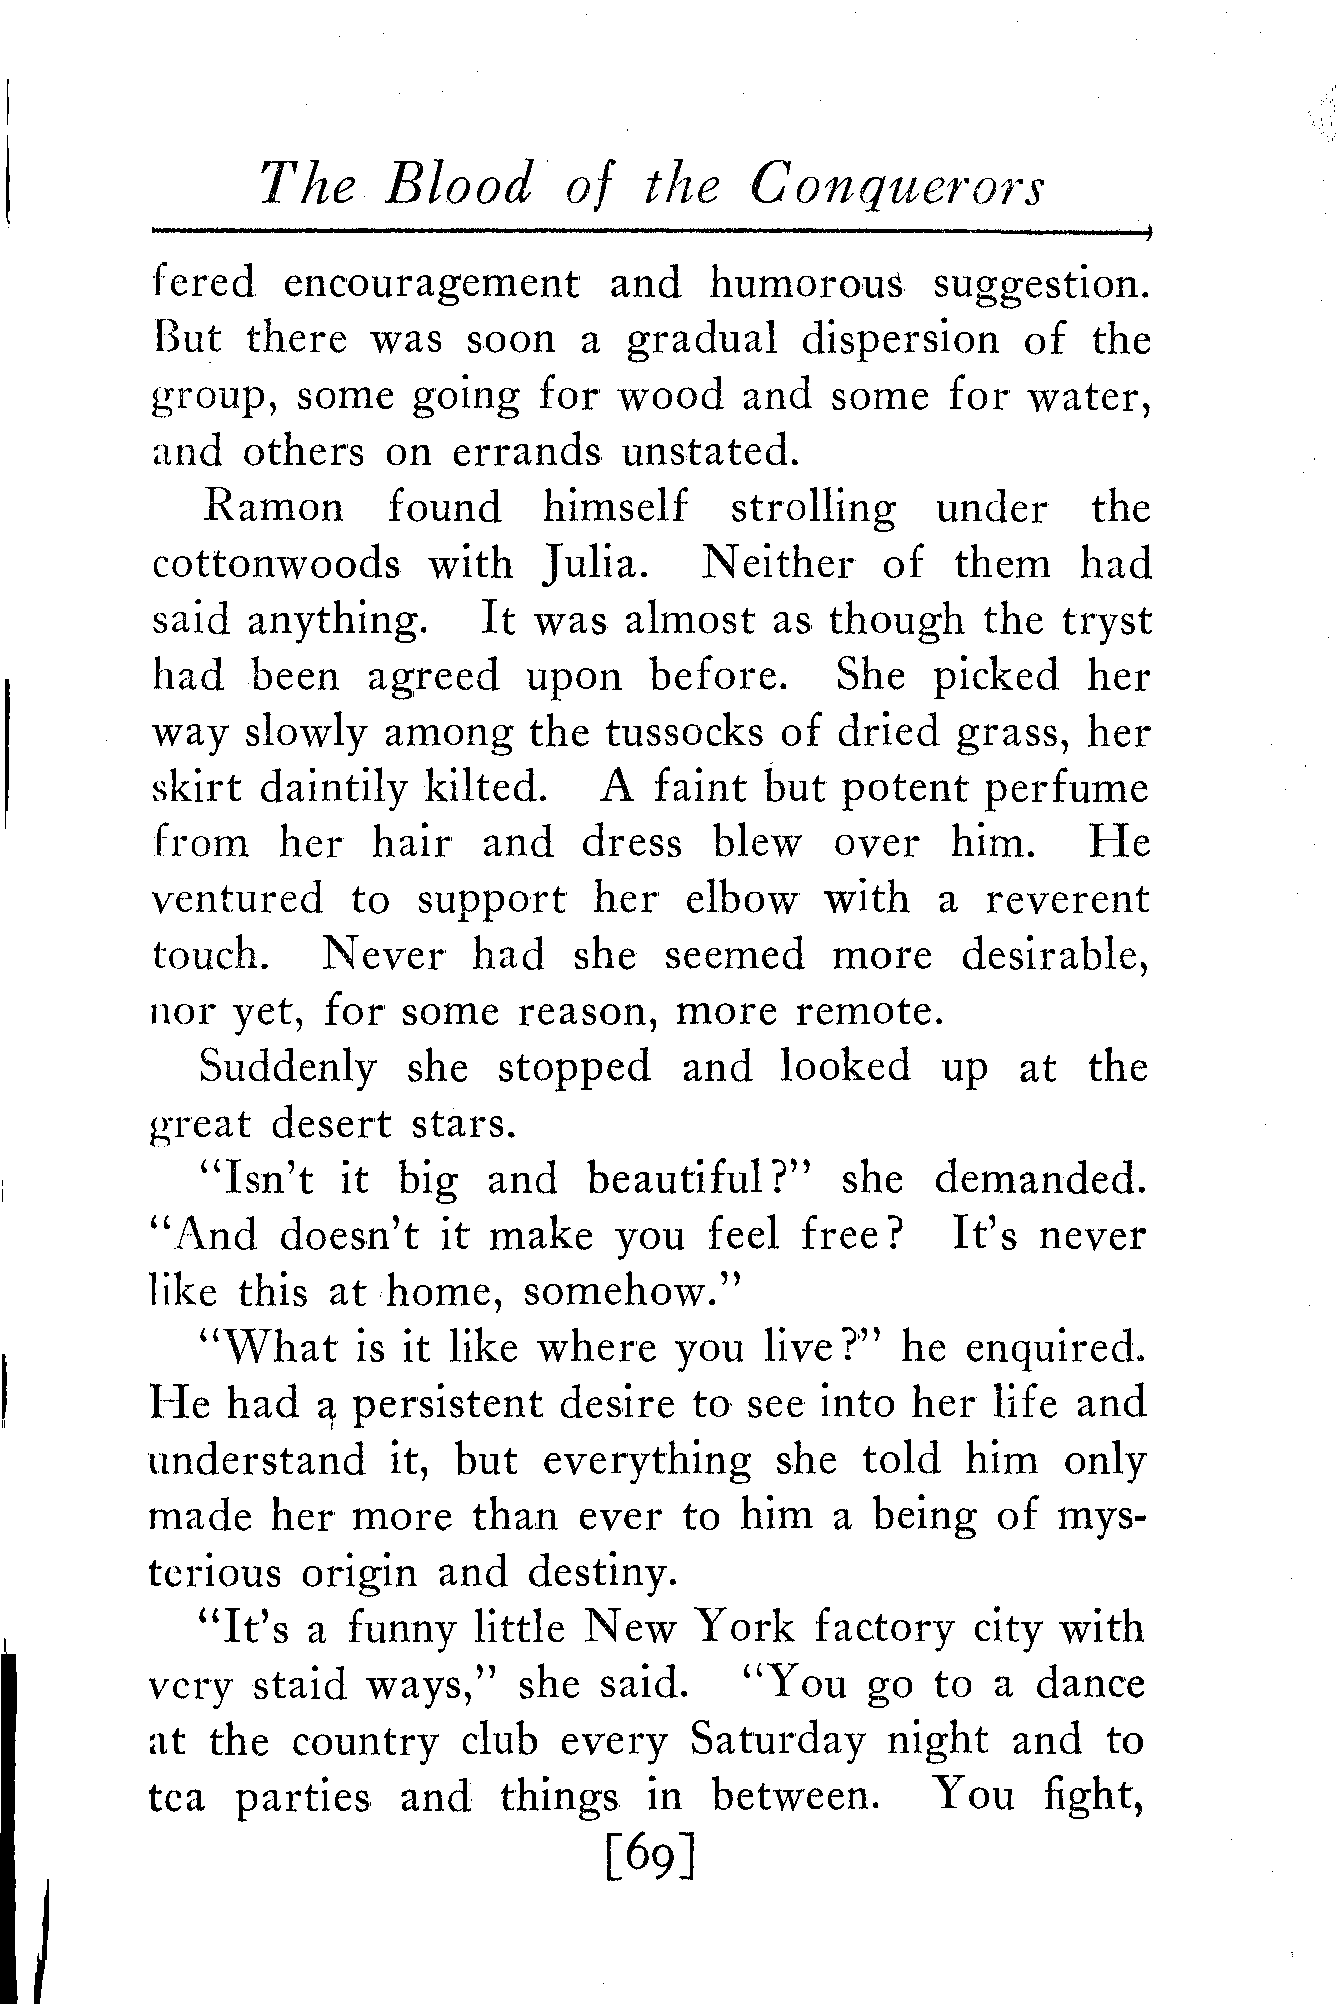 The Blood of the Conquerors
fered encouragement and humorous suggestion.
But there was soon a gradual dispersion of the
group, some going for wood and some for water,
and others on errands unstated.
Ramon found himself strolling under the
cottonwoods with Julia. Neither of them had
said anything. It was almost as though the tryst
had been agreed upon before. She picked her
way slowly among the tussocks of dried grass, her
skirt daintily kilted. A faint but potent perfume
from her hair and dress blew over him. He
ventured to support her elbow with a reverent
touch. Never had she seemed more desirable,
nor yet, for some reason, more remote.
Suddenly she stopped and looked up at the
great desert stars.
"Isn't it big and beautiful?" she demanded.
"And doesn't it make you feel free? It's never
like this at home, somehow."
"What is it like where you live?" he enquired.
He had a persistent desire to see into her life and
understand it, but everything she told him only
made her more than ever to him a being of mys-
terious origin and destiny.
"It's a funny little New York factory city with
very staid ways," she said. "You go to a dance
at the country club every Saturday night and to
tea parties and things in between. You fight,
[69]